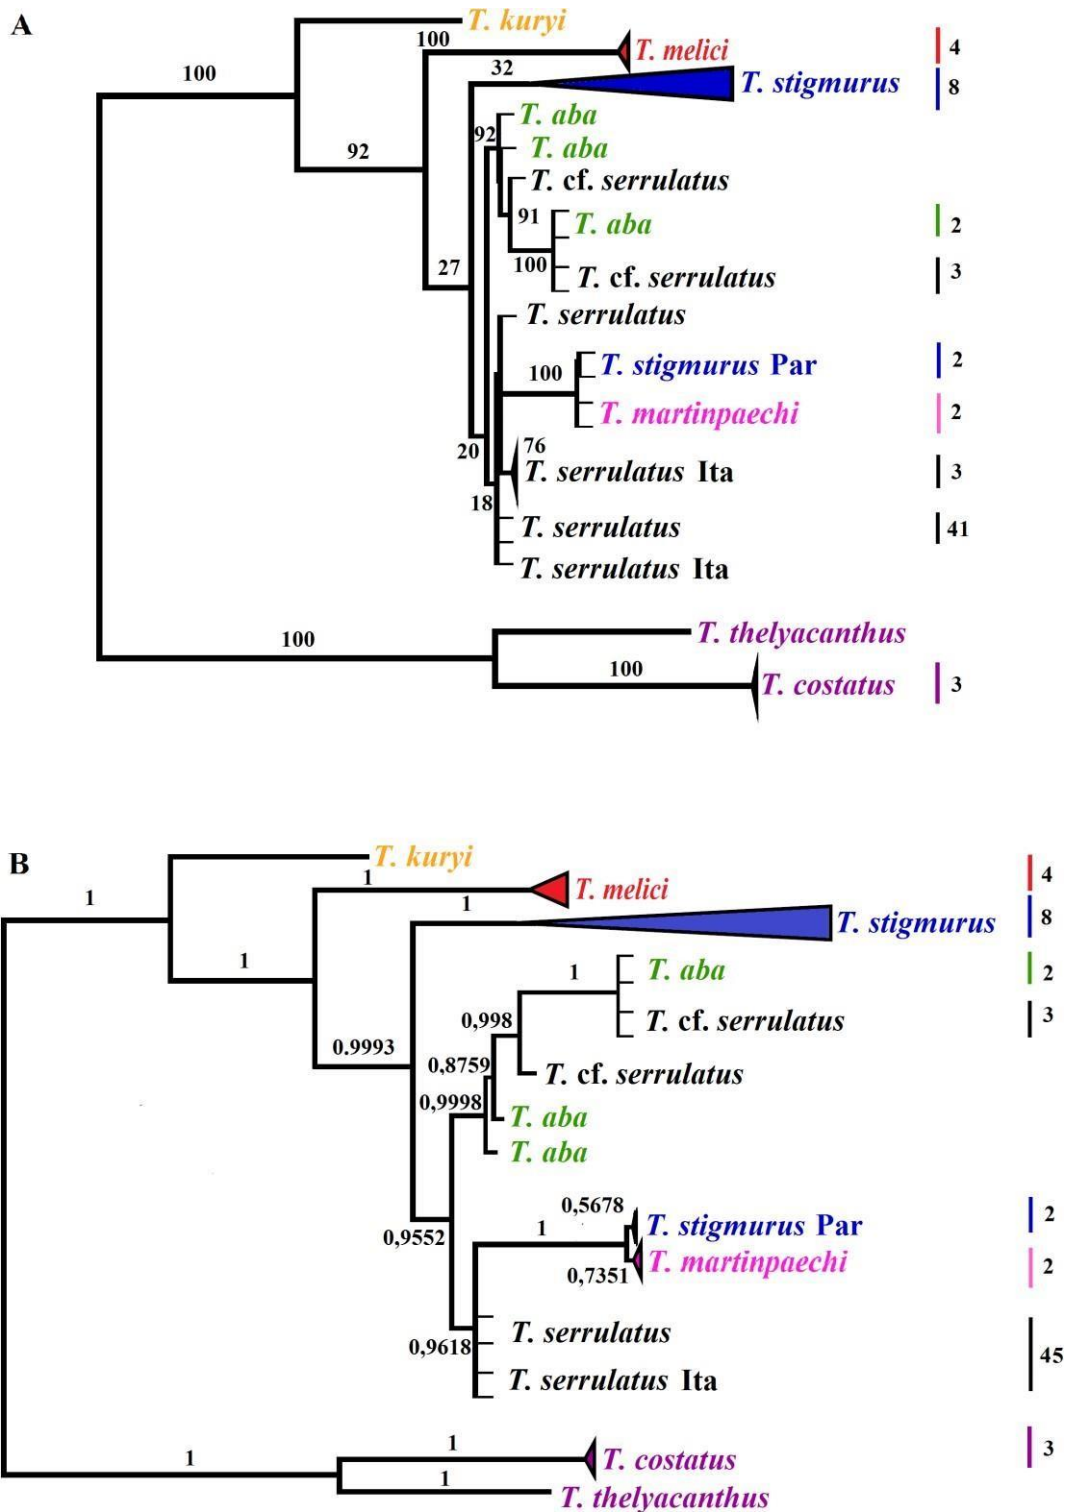 A
T. kuryi
100
T. melici
4
100
32
T. stigmurus
8
T. aba
92
T. aba
92
T. cf. serrulatus
91
T. aba
2
27
100
T. cf. serrulatus
3
T. serrulatus
100
T. stigmurus Par
2
T. martinpaechi
2
20
76
T. serrulatus Ita
3
18
T. serrulatus
41
T. serrulatus Ita
T. thelyacanthus
100
100
T. costatus
3
B
T. kuryi
1
1
T. melici
4
1
T. stigmurus
8
1
1
T. aba
2
0,998
T. cf. serrulatus
3
0.9993
0,8759
T. cf. serrulatus
0,9998
T. aba
T. aba
0,5678
T. stigmurus Par
2
0,9552
1
T. martinpaechi
2
0,7351
T. serrulatus
0,9618
45
T. serrulatus Ita
1
1
T. costatus
3
1
T. thelyacanthus